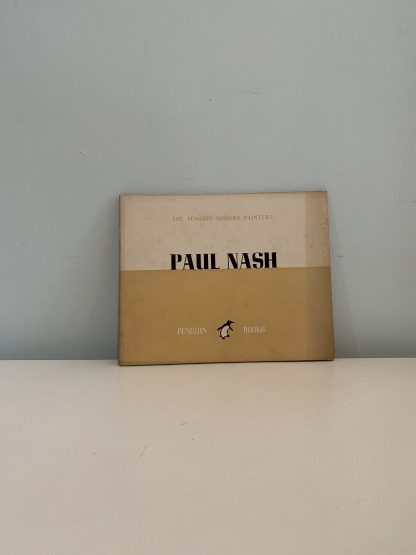 THE PENGUIN MODERN PAINTERS
PAUL NASH
PENGUIN BOOKS